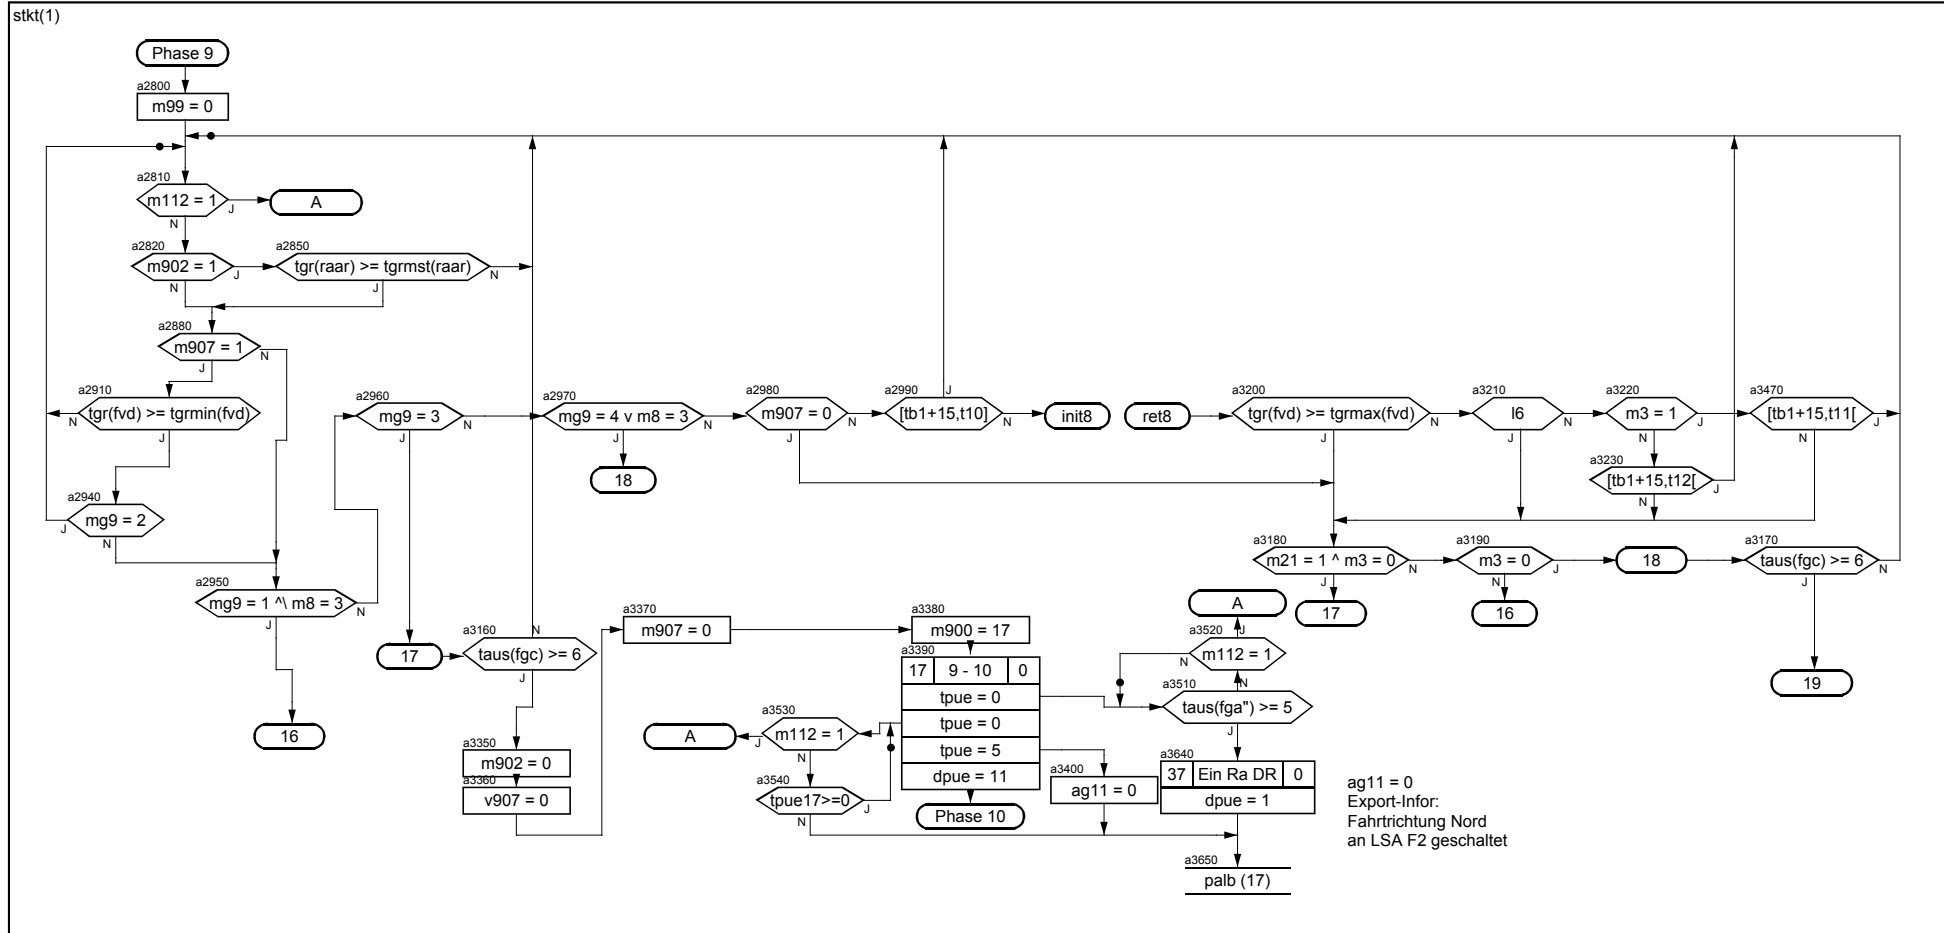 stkt(1)
Phase 9
a2800
m99 = 0
a2810
m112 = 1
J
N
A
a2820
m902 = 1
J
N
a2850
tgr(raar) >= tgrmst(raar)
N
J
a2880
m907 = 1
N
J
a2910
tgr(fvd) >= tgrmin(fvd)
N
J
a2940
mg9 = 2
J
N
a2950
mg9 = 1 ^\ m8 = 3
N
J
16
a2960
mg9 = 3
N
J
a2970
mg9 = 4 v m8 = 3
N
J
18
a2980
m907 = 0
N
J
a2990
[tb1+15,t10]
J
N
init8
ret8
a3200
tgr(fvd) >= tgrmax(fvd)
N
J
a3210
l6
N
J
a3220
m3 = 1
J
N
a3470
[tb1+15,t11[
J
N
a3230
[tb1+15,t12[
J
N
a3180
m21 = 1 ^ m3 = 0
N
J
17
a3190
m3 = 0
J
N
16
18
a3170
taus(fgc) >= 6
N
J
19
17
a3160
taus(fgc) >= 6
N
J
a3350
m902 = 0
a3360
v907 = 0
a3370
m907 = 0
a3380
m900 = 17
a3390
17 9 - 10 0
tpue = 0
tpue = 0
tpue = 5
dpue = 11
Phase 10
a3530
m112 = 1
J
N
A
a3540
tpue17>=0
J
N
a3400
ag11 = 0
A
a3520
m112 = 1
J
N
a3510
taus(fga") >= 5
N
J
a3640
37 Ein Ra DR 0
dpue = 1
a3650
palb (17)
ag11 = 0
Export-Infor:
Fahrtrichtung Nord
an LSA F2 geschaltet